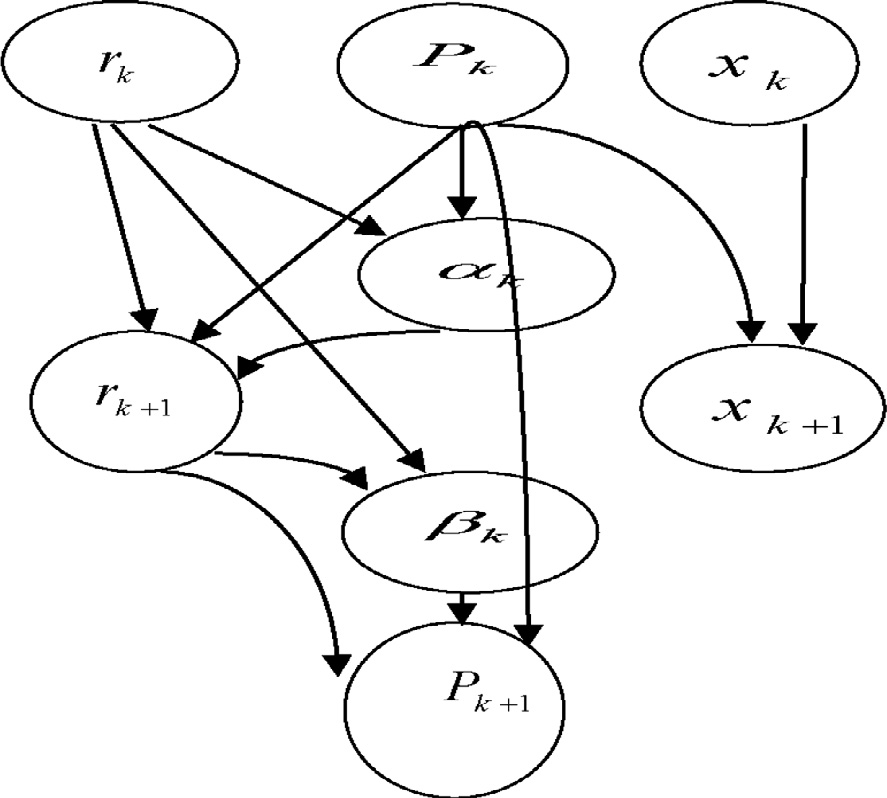 r_k P_k x_k
α_k
r_{k+1} x_{k+1}
β_k
P_{k+1}